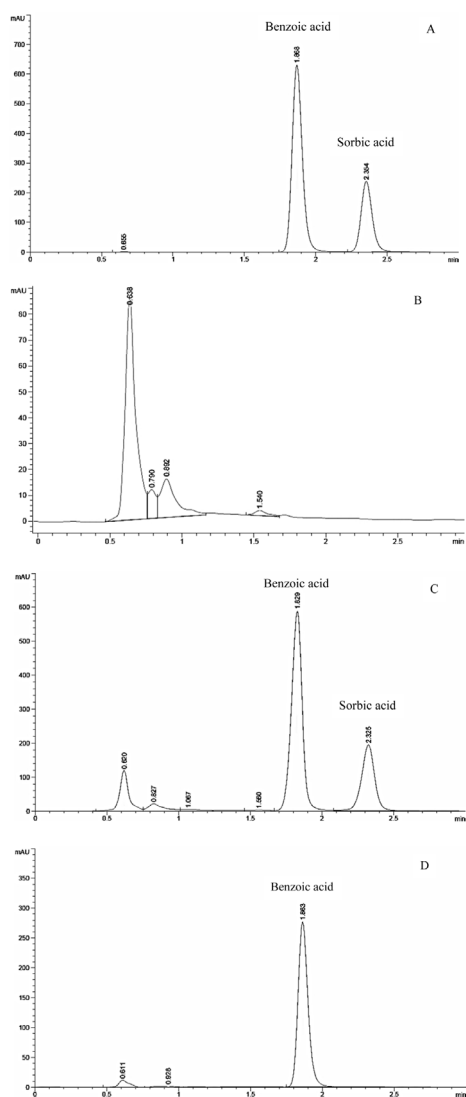 mAU
Benzoic acid
A
700
1.868
600
500
400
Sorbic acid
300
2.354
200
100
0.655
0
0 0.5 1 1.5 2 2.5 min
mAU
B
0.638
80
70
60
50
40
30
20
0.790
0.892
10
1.540
0
0 0.5 1 1.5 2 2.5 min
mAU
Benzoic acid
C
600
1.829
500
400
Sorbic acid
300
200
2.325
0.620
100
0.827
1.067
1.560
0
0 0.5 1 1.5 2 2.5 min
mAU
D
350
Benzoic acid
300
1.863
250
200
150
100
50
0.611
0.928
0
0 0.5 1 1.5 2 2.5 min